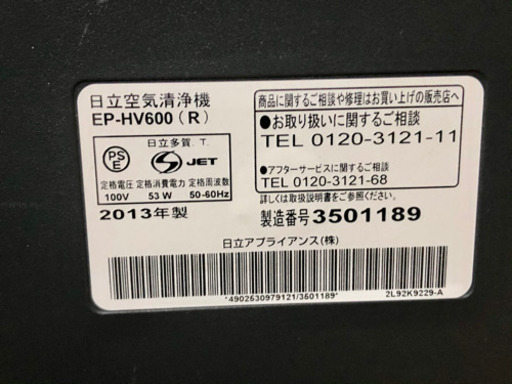 日立空気清浄機
EP-HV600（R）
日立多賀.T.
PSE
JET
定格電圧 定格消費電力 定格周波数
100V 53 W 50-60Hz
2013年製
商品に関するご相談や修理はお買い上げの販売店へ
●お取り扱いに関するご相談
TEL 0120-3121-11
●アフターサービスに関するご相談
TEL 0120-3121-68
詳しくは取扱説明書をご覧ください。
製造番号3501189
日立アプライアンス(株)
*4902530979121/3501189*
2L92K9229-A